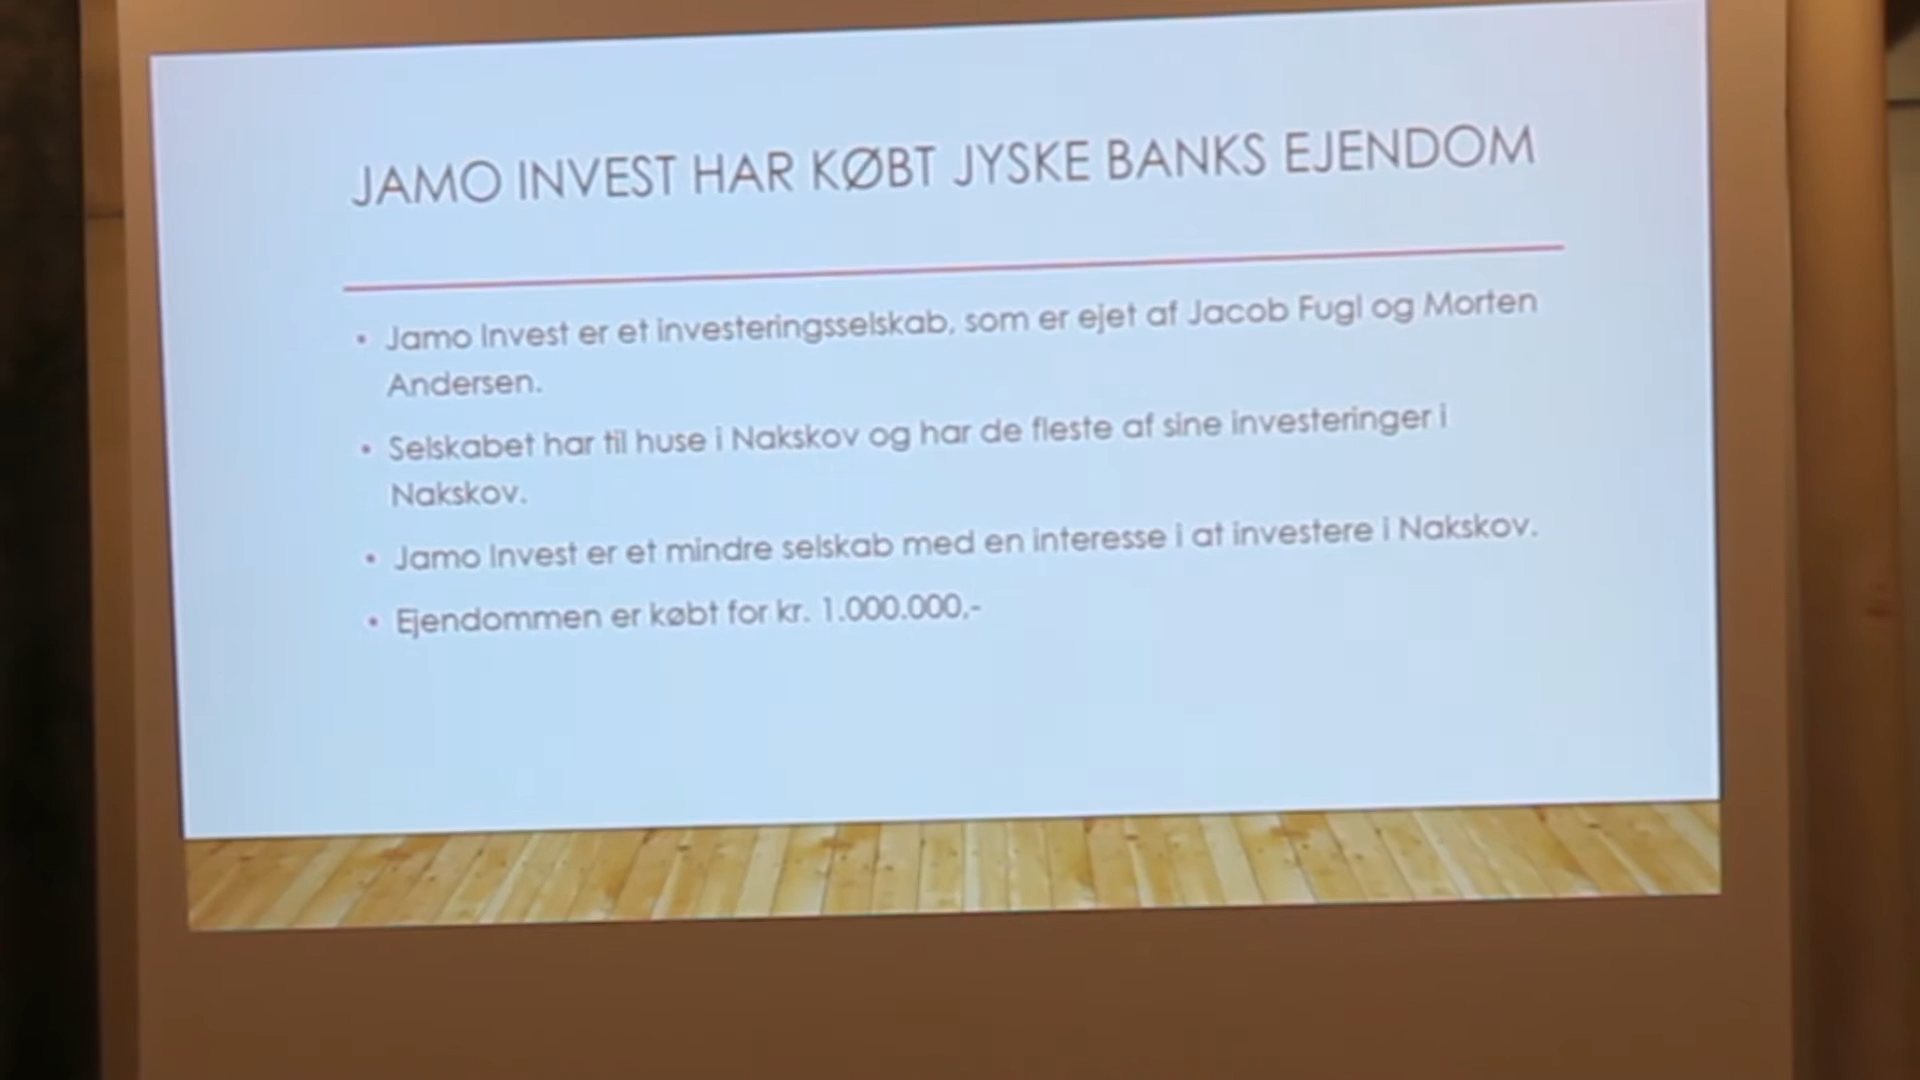 JAMO INVEST HAR KØBT JYSKE BANKS EJENDOM
• Jamo Invest er et investeringsselskab, som er ejet af Jacob Fugl og Morten
Andersen.
• Selskabet har til huse i Nakskov og har de fleste af sine investeringer i
Nakskov.
• Jamo Invest er et mindre selskab med en interesse i at investere i Nakskov.
• Ejendommen er købt for kr. 1.000.000,-